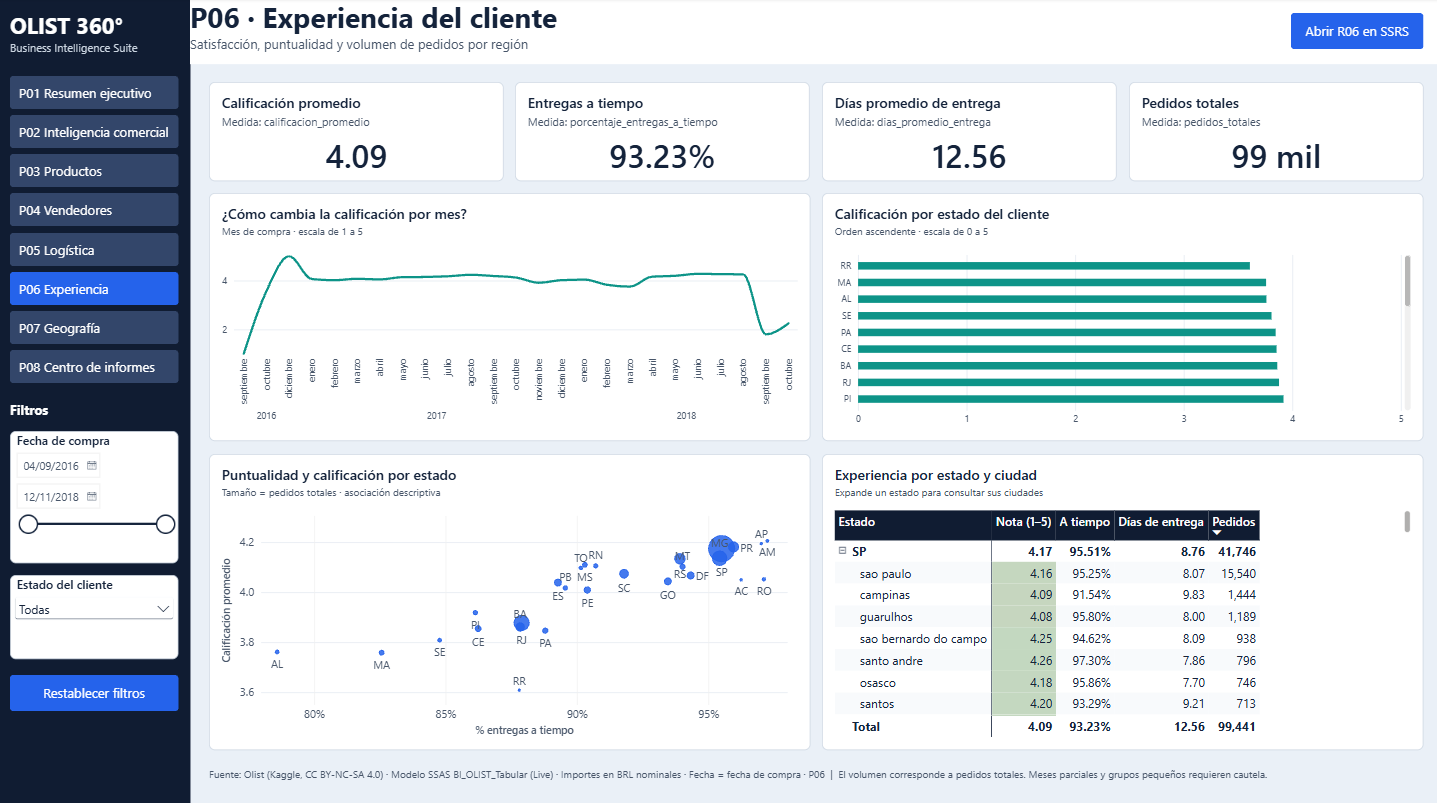 OLIST 360°
Business Intelligence Suite
P01 Resumen ejecutivo
P02 Inteligencia comercial
P03 Productos
P04 Vendedores
P05 Logística
P06 Experiencia
P07 Geografía
P08 Centro de informes
Filtros
Fecha de compra
04/09/2016
12/11/2018
Estado del cliente
Todas
Restablecer filtros
P06 · Experiencia del cliente
Satisfacción, puntualidad y volumen de pedidos por región
Abrir R06 en SSRS
Calificación promedio
Medida: calificacion_promedio
4.09
Entregas a tiempo
Medida: porcentaje_entregas_a_tiempo
93.23%
Días promedio de entrega
Medida: dias_promedio_entrega
12.56
Pedidos totales
Medida: pedidos_totales
99 mil
¿Cómo cambia la calificación por mes?
Mes de compra · escala de 1 a 5
4
2
septiembre
octubre
diciembre
enero
febrero
marzo
abril
mayo
junio
julio
agosto
septiembre
octubre
noviembre
diciembre
enero
febrero
marzo
abril
mayo
junio
julio
agosto
septiembre
octubre
2016
2017
2018
Calificación por estado del cliente
Orden ascendente · escala de 0 a 5
RR
MA
AL
SE
PA
CE
BA
RJ
PI
0 1 2 3 4 5
Puntualidad y calificación por estado
Tamaño = pedidos totales · asociación descriptiva
Calificación promedio
4.2
4.0
3.8
3.6
AP
MG
PR
AM
TO
RN
MT
PB
MS
RS
DF
SP
ES
PE
SC
GO
AC
RO
BA
PI
CE
RJ
PA
SE
AL
MA
RR
80% 85% 90% 95%
% entregas a tiempo
Experiencia por estado y ciudad
Expande un estado para consultar sus ciudades
Estado Nota (1–5) A tiempo Días de entrega Pedidos
SP 4.17 95.51% 8.76 41,746
sao paulo 4.16 95.25% 8.07 15,540
campinas 4.09 91.54% 9.83 1,444
guarulhos 4.08 95.80% 8.00 1,189
sao bernardo do campo 4.25 94.62% 8.09 938
santo andre 4.26 97.30% 7.86 796
osasco 4.18 95.86% 7.70 746
santos 4.20 93.29% 9.21 713
Total 4.09 93.23% 12.56 99,441
Fuente: Olist (Kaggle, CC BY-NC-SA 4.0) · Modelo SSAS BI_OLIST_Tabular (Live) · Importes en BRL nominales · Fecha = fecha de compra · P06 | El volumen corresponde a pedidos totales. Meses parciales y grupos pequeños requieren cautela.